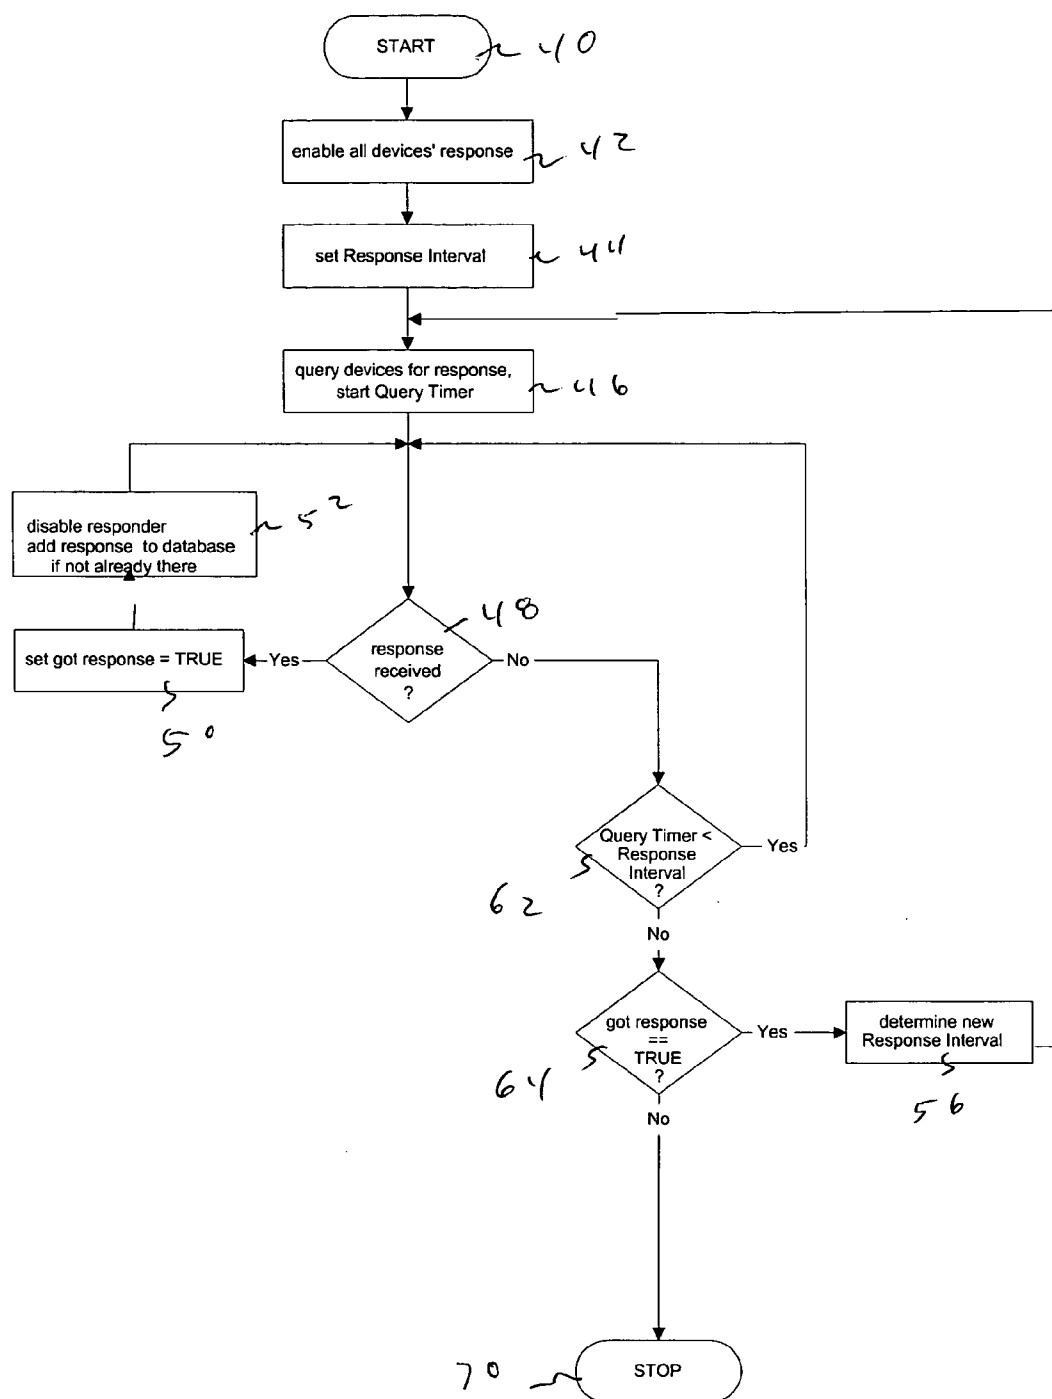 START
40
enable all devices' response
42
set Response Interval
44
query devices for response,
start Query Timer
46
disable responder
add response to database
if not already there
52
response
received
?
48
Yes
No
set got response = TRUE
50
Query Timer <
Response
Interval
?
Yes
62
No
got response
==
TRUE
?
Yes
64
determine new
Response Interval
56
No
STOP
70